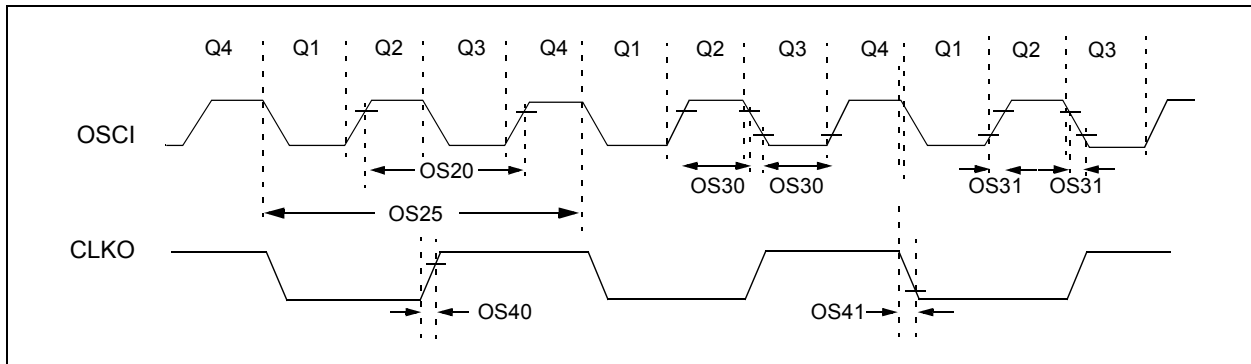 Q4 Q1 Q2 Q3 Q4 Q1 Q2 Q3 Q4 Q1 Q2 Q3
OSCI
OS20
OS30 OS30
OS31 OS31
OS25
CLKO
OS40
OS41